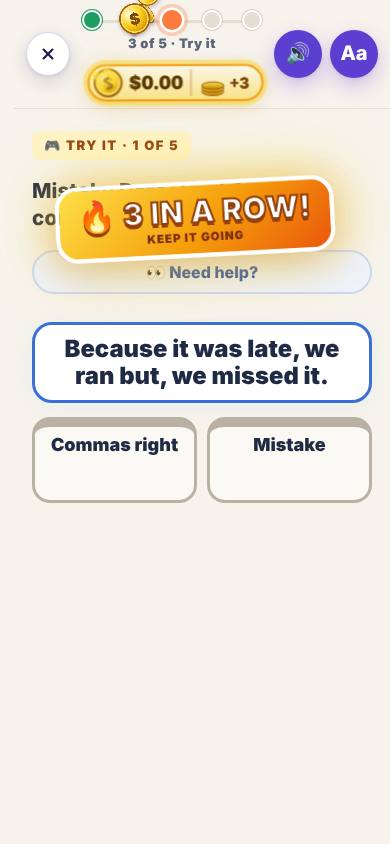 3 of 5 · Try it
$0.00
+3
Aa
TRY IT · 1 OF 5
3 IN A ROW!
KEEP IT GOING
Need help?
Because it was late, we
ran but, we missed it.
Commas right
Mistake